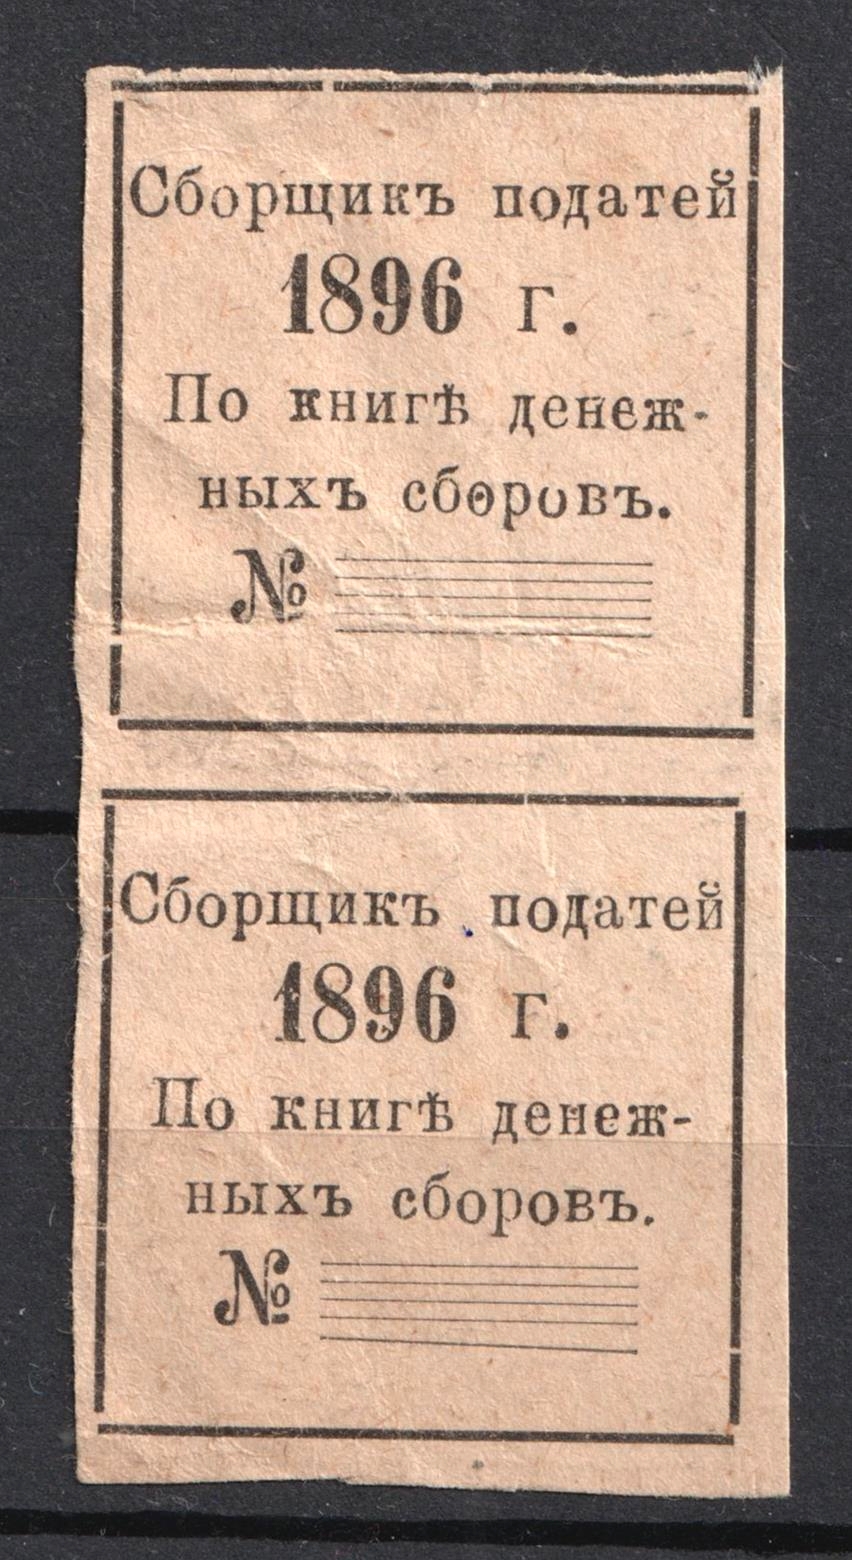 Сборщикъ податей
1896 г.
По книгѣ денеж-
ныхъ сборовъ.
№
Сборщикъ податей
1896 г.
По книгѣ денеж-
ныхъ сборовъ.
№